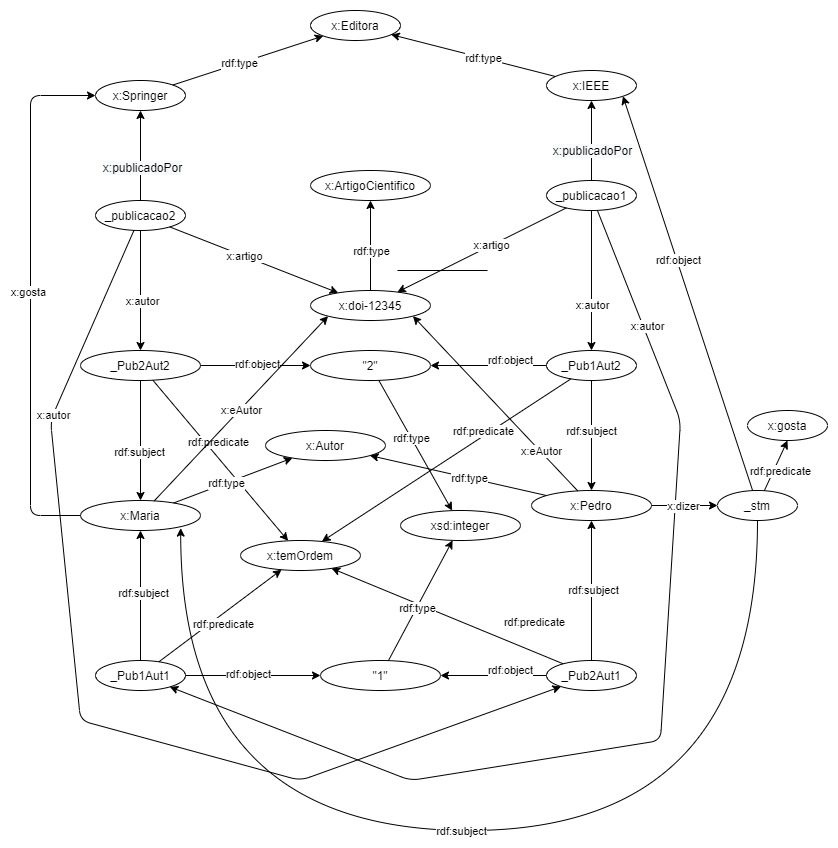 x:Editora
rdf:type
rdf:type
x:Springer
x:IEEE
x:publicadoPor
x:publicadoPor
x:ArtigoCientifico
_publicacao2
_publicacao1
x:artigo
rdf:type
x:artigo
rdf:object
x:gosta
x:autor
x:doi-12345
x:autor
x:autor
_Pub2Aut2
rdf:object
"2"
rdf:object
_Pub1Aut2
x:autor
x:eAutor
rdf:predicate
rdf:type
rdf:predicate
rdf:subject
x:gosta
rdf:subject
x:Autor
x:eAutor
rdf:type
rdf:type
rdf:predicate
x:Maria
xsd:integer
x:Pedro
x:dizer
_stm
x:temOrdem
rdf:subject
rdf:predicate
rdf:type
rdf:predicate
rdf:subject
_Pub1Aut1
rdf:object
"1"
rdf:object
_Pub2Aut1
rdf:subject